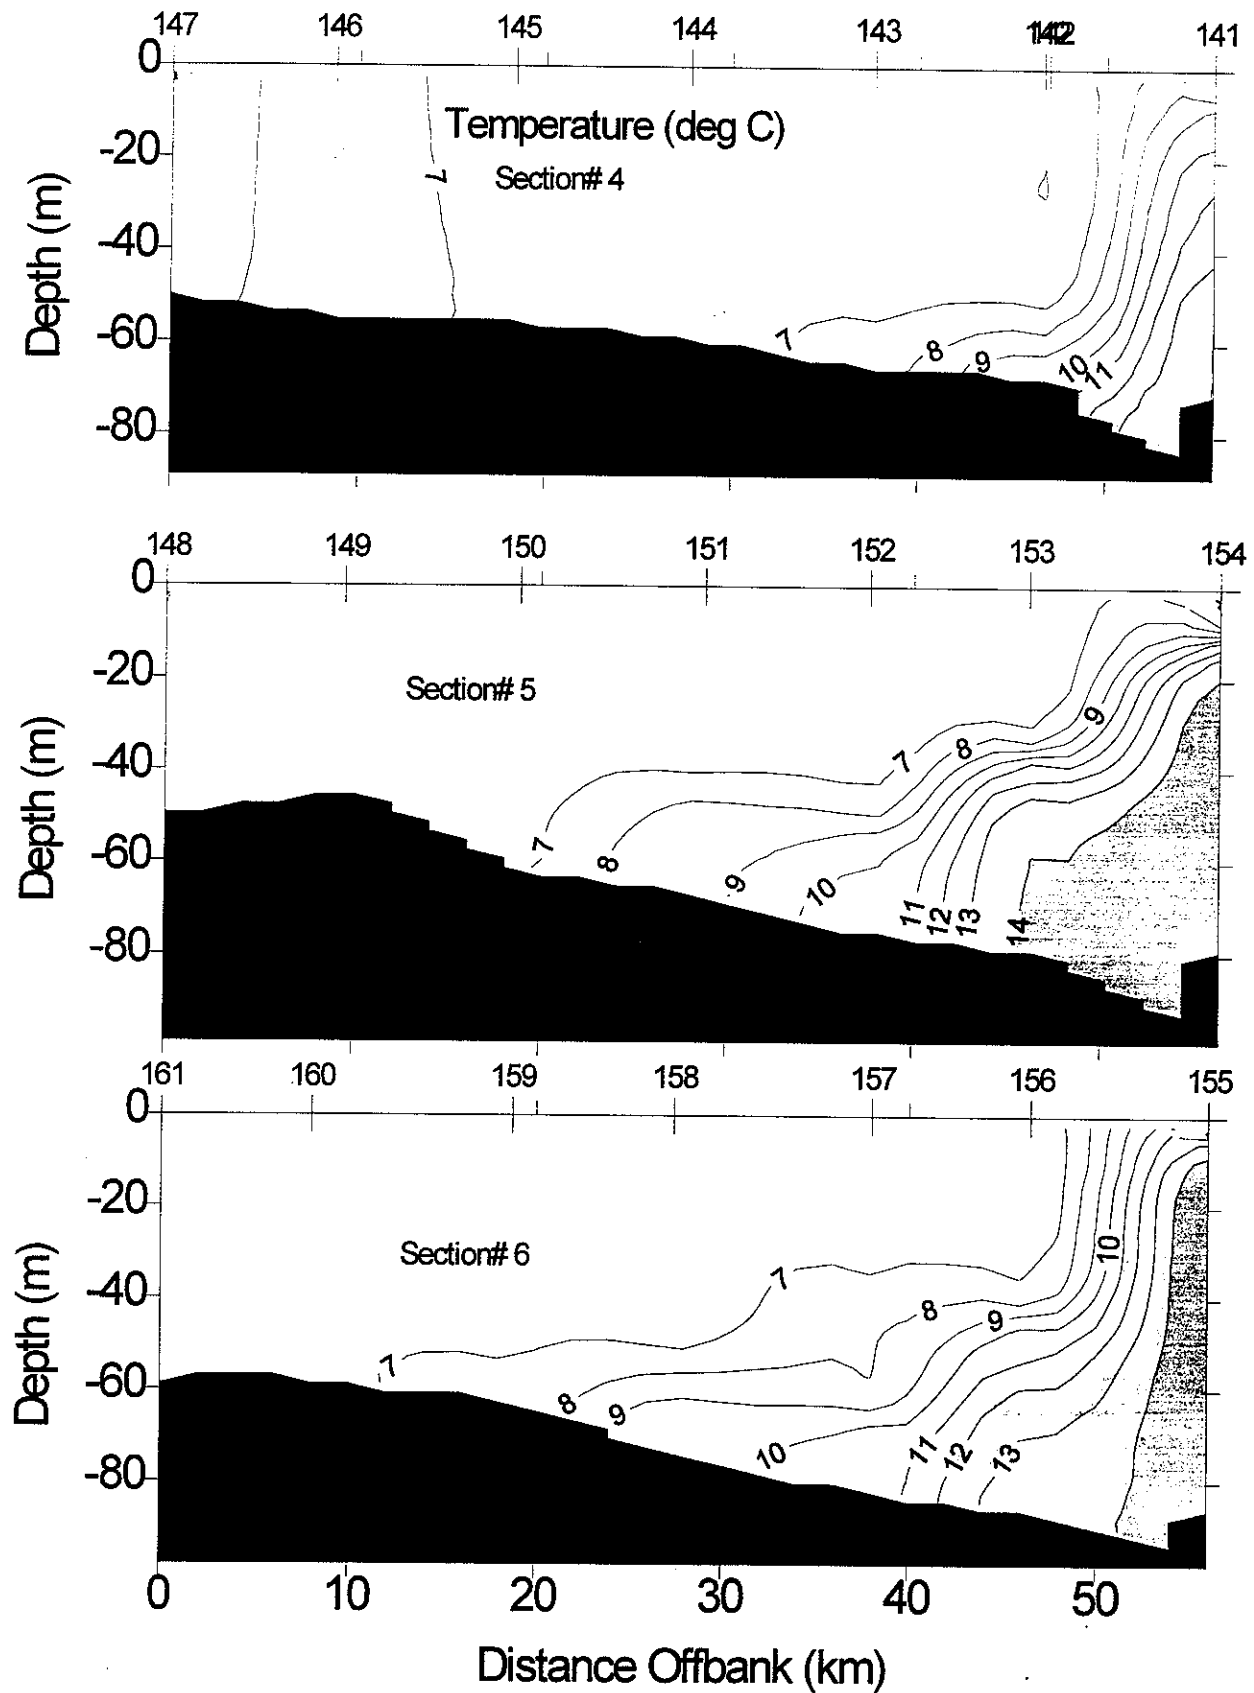 147 146 145 144 143 142 141
0
Temperature (deg C)
-20
7
Section# 4
-40
Depth (m)
-60
7 8 9 10 11
-80
148 149 150 151 152 153 154
0
-20
Section# 5
9
-40
7 8
Depth (m)
-60
7 8 9 10 11 12 13 14
-80
161 160 159 158 157 156 155
0
-20
Section# 6
10
-40
7 8 9
Depth (m)
-60
7 8 9 10 11 12 13
-80
0 10 20 30 40 50
Distance Offbank (km)